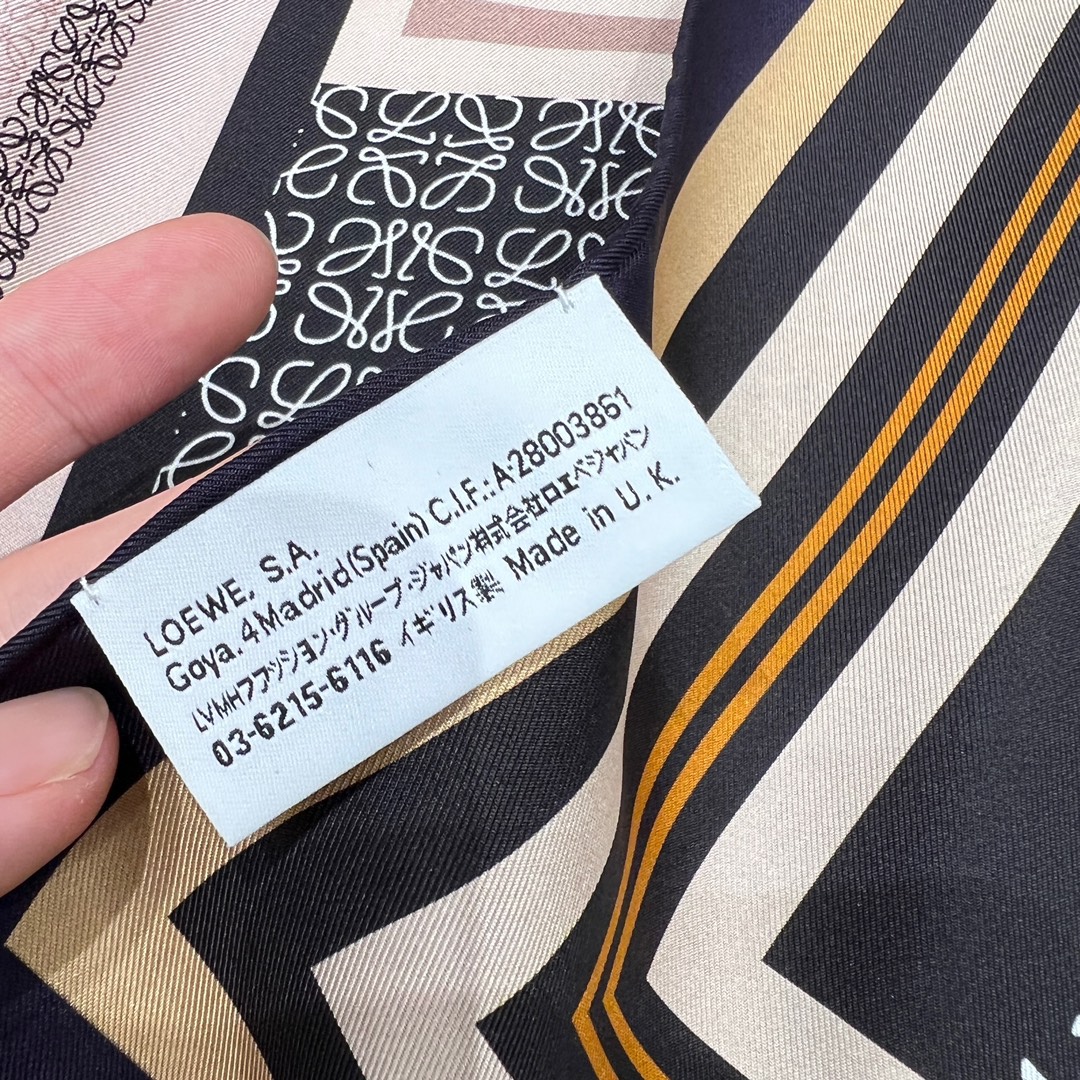 LOEWE, S.A.
Goya, 4 Madrid (Spain) C.I.F.: A-28003861
LVMHファッション・グループ・ジャパン株式会社ロエベジャパン
03-6215-6116 イギリス製 Made in U. K.